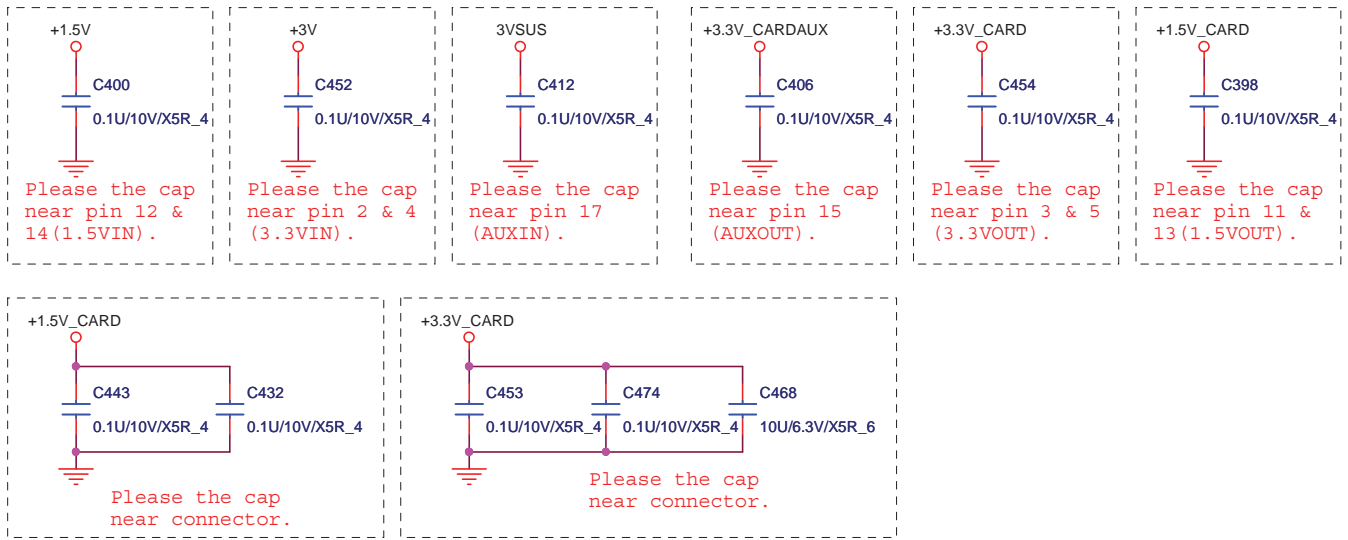 +1.5V
C400
0.1U/10V/X5R_4
Please the cap
near pin 12 &
14(1.5VIN).
+3V
C452
0.1U/10V/X5R_4
Please the cap
near pin 2 & 4
(3.3VIN).
3VSUS
C412
0.1U/10V/X5R_4
Please the cap
near pin 17
(AUXIN).
+3.3V_CARDAUX
C406
0.1U/10V/X5R_4
Please the cap
near pin 15
(AUXOUT).
+3.3V_CARD
C454
0.1U/10V/X5R_4
Please the cap
near pin 3 & 5
(3.3VOUT).
+1.5V_CARD
C398
0.1U/10V/X5R_4
Please the cap
near pin 11 &
13(1.5VOUT).
+1.5V_CARD
C443
0.1U/10V/X5R_4
C432
0.1U/10V/X5R_4
Please the cap
near connector.
+3.3V_CARD
C453
0.1U/10V/X5R_4
C474
0.1U/10V/X5R_4
C468
10U/6.3V/X5R_6
Please the cap
near connector.